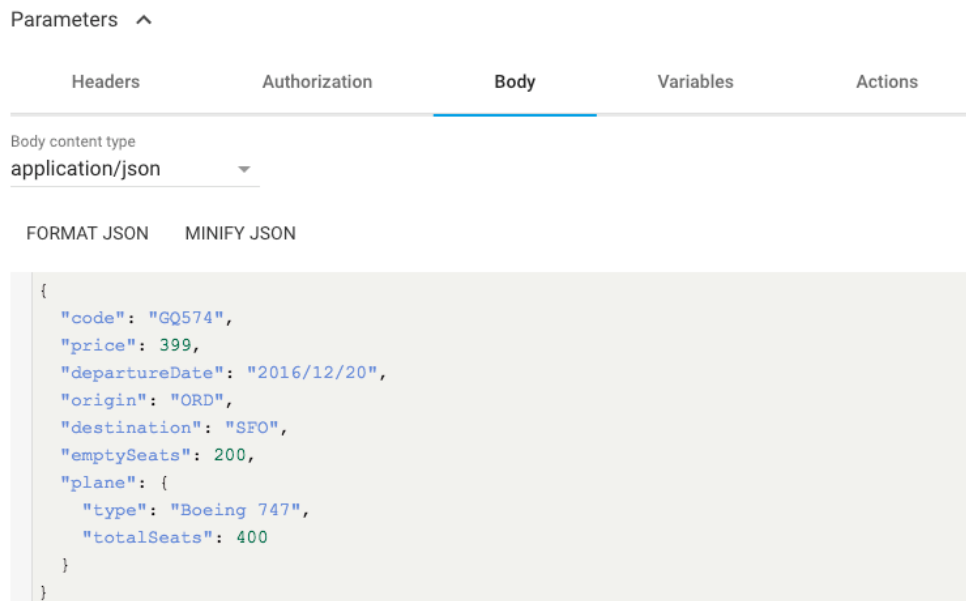 Parameters
Headers Authorization Body Variables Actions
Body content type
application/json
FORMAT JSON MINIFY JSON
{
  "code": "GQ574",
  "price": 399,
  "departureDate": "2016/12/20",
  "origin": "ORD",
  "destination": "SFO",
  "emptySeats": 200,
  "plane": {
    "type": "Boeing 747",
    "totalSeats": 400
  }
}